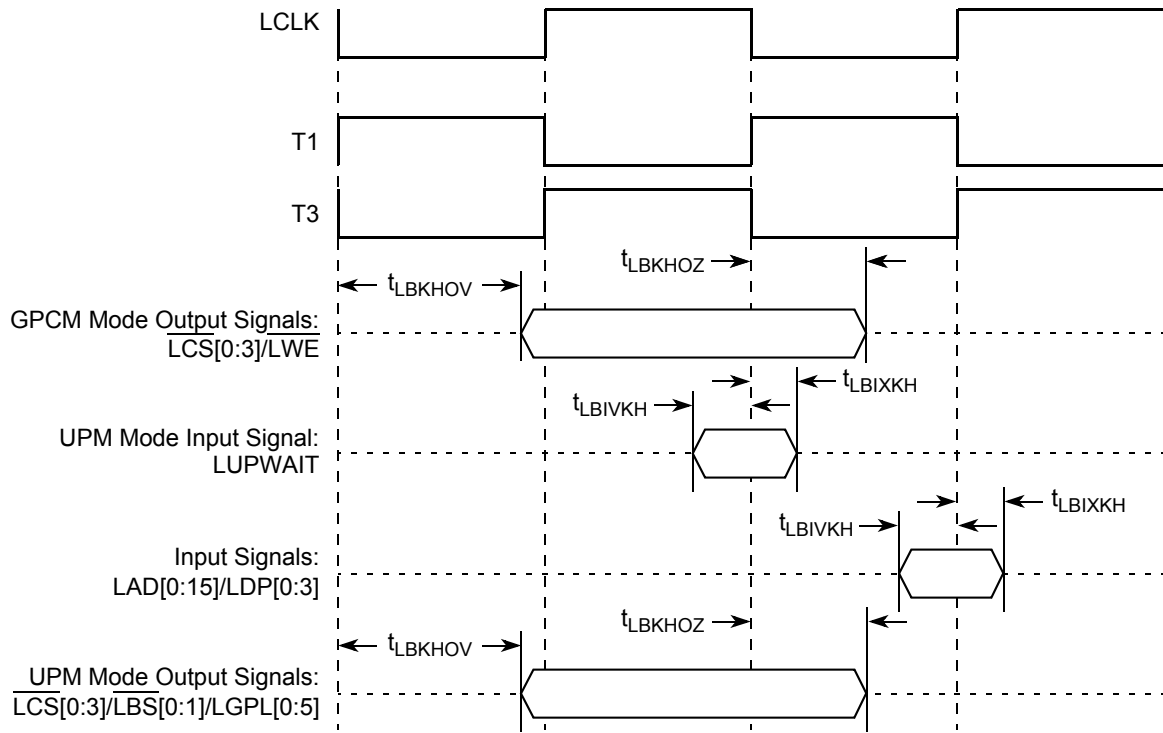 LCLK
T1
T3
tLBKHOZ
tLBKHOV
GPCM Mode Output Signals:
LCS[0:3]/LWE
tLBIXKH
tLBIVKH
UPM Mode Input Signal:
LUPWAIT
tLBIXKH
tLBIVKH
Input Signals:
LAD[0:15]/LDP[0:3]
tLBKHOZ
tLBKHOV
UPM Mode Output Signals:
LCS[0:3]/LBS[0:1]/LGPL[0:5]